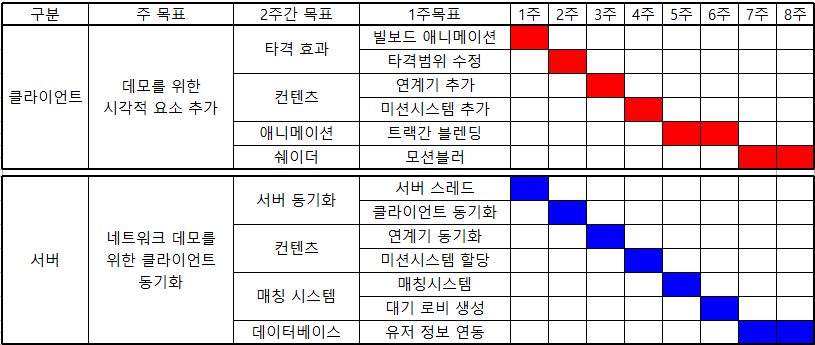 구분 주 목표 2주간 목표 1주목표 1주 2주 3주 4주 5주 6주 7주 8주
클라이언트
데모를 위한
시각적 요소 추가
타격 효과
빌보드 애니메이션
타격범위 수정
컨텐츠
연계기 추가
미션시스템 추가
애니메이션 트랙간 블렌딩
쉐이더 모션블러
서버
네트워크 데모를
위한 클라이언트
동기화
서버 동기화
서버 스레드
클라이언트 동기화
컨텐츠
연계기 동기화
미션시스템 할당
매칭 시스템
매칭시스템
대기 로비 생성
데이터베이스 유저 정보 연동